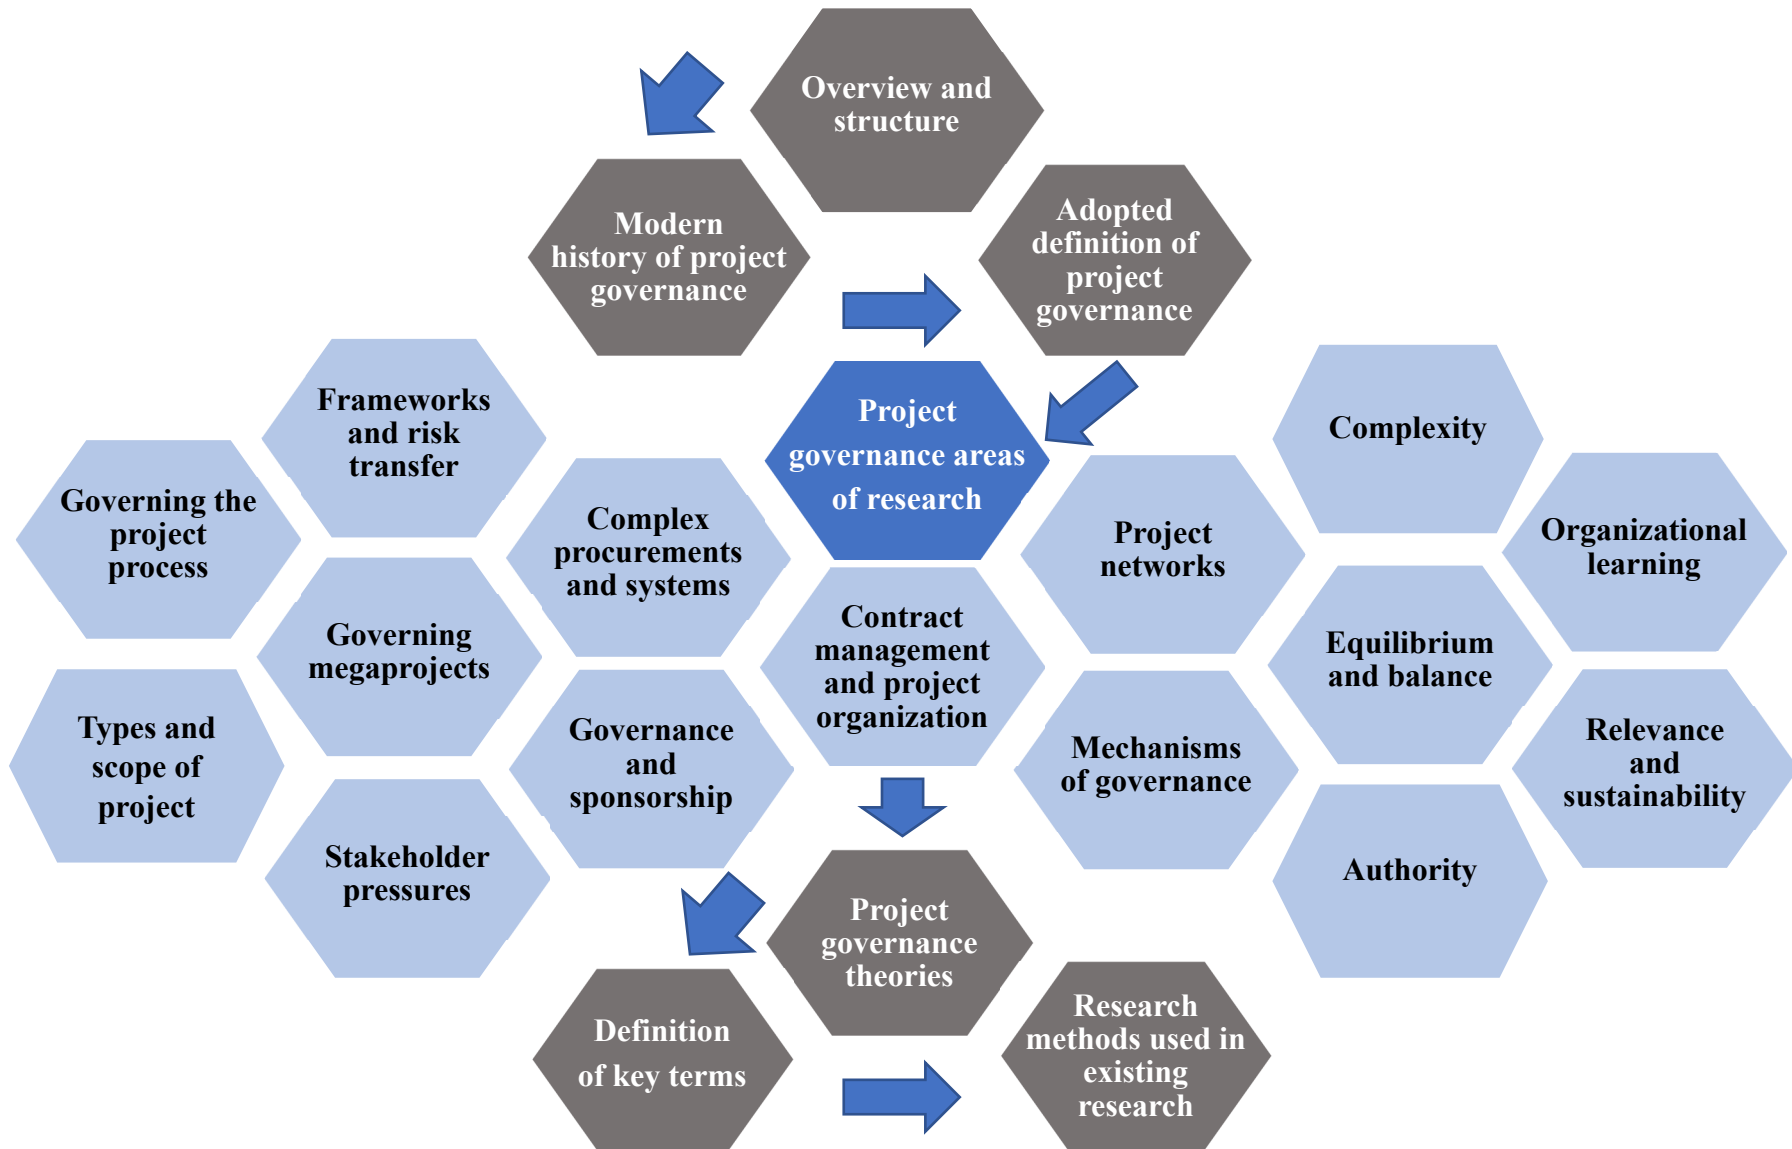 Overview and
structure
Modern
history of project
governance
Adopted
definition of
project
governance
Project
governance areas
of research
Frameworks
and risk
transfer
Governing the
project
process
Complex
procurements
and systems
Governing
megaprojects
Types and
scope of
project
Governance
and
sponsorship
Stakeholder
pressures
Contract
management
and project
organization
Project
networks
Complexity
Organizational
learning
Equilibrium
and balance
Mechanisms
of governance
Relevance
and
sustainability
Authority
Project
governance
theories
Definition
of key terms
Research
methods used in
existing
research